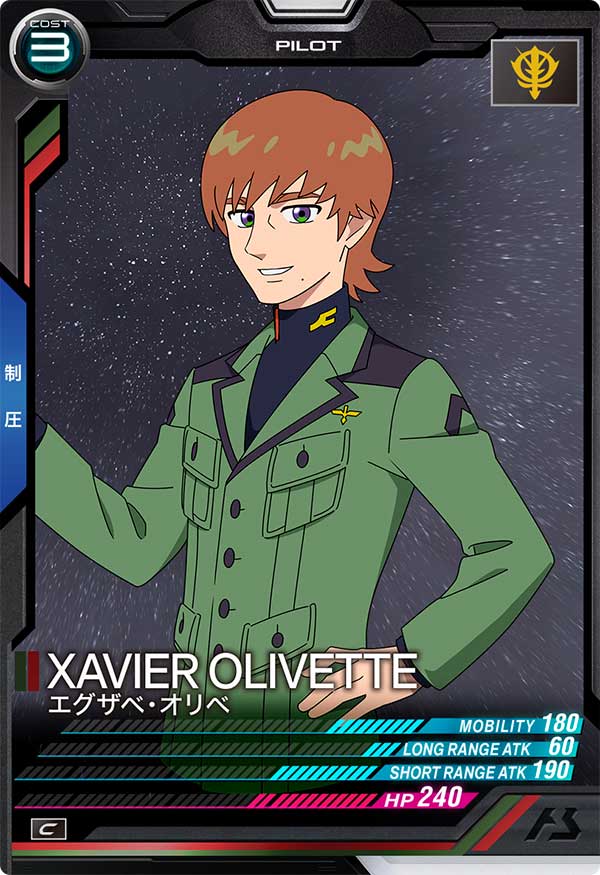 COST
3
PILOT
制圧
XAVIER OLIVETTE
エグザベ・オリベ
MOBILITY 180
LONG RANGE ATK 60
SHORT RANGE ATK 190
HP 240
C